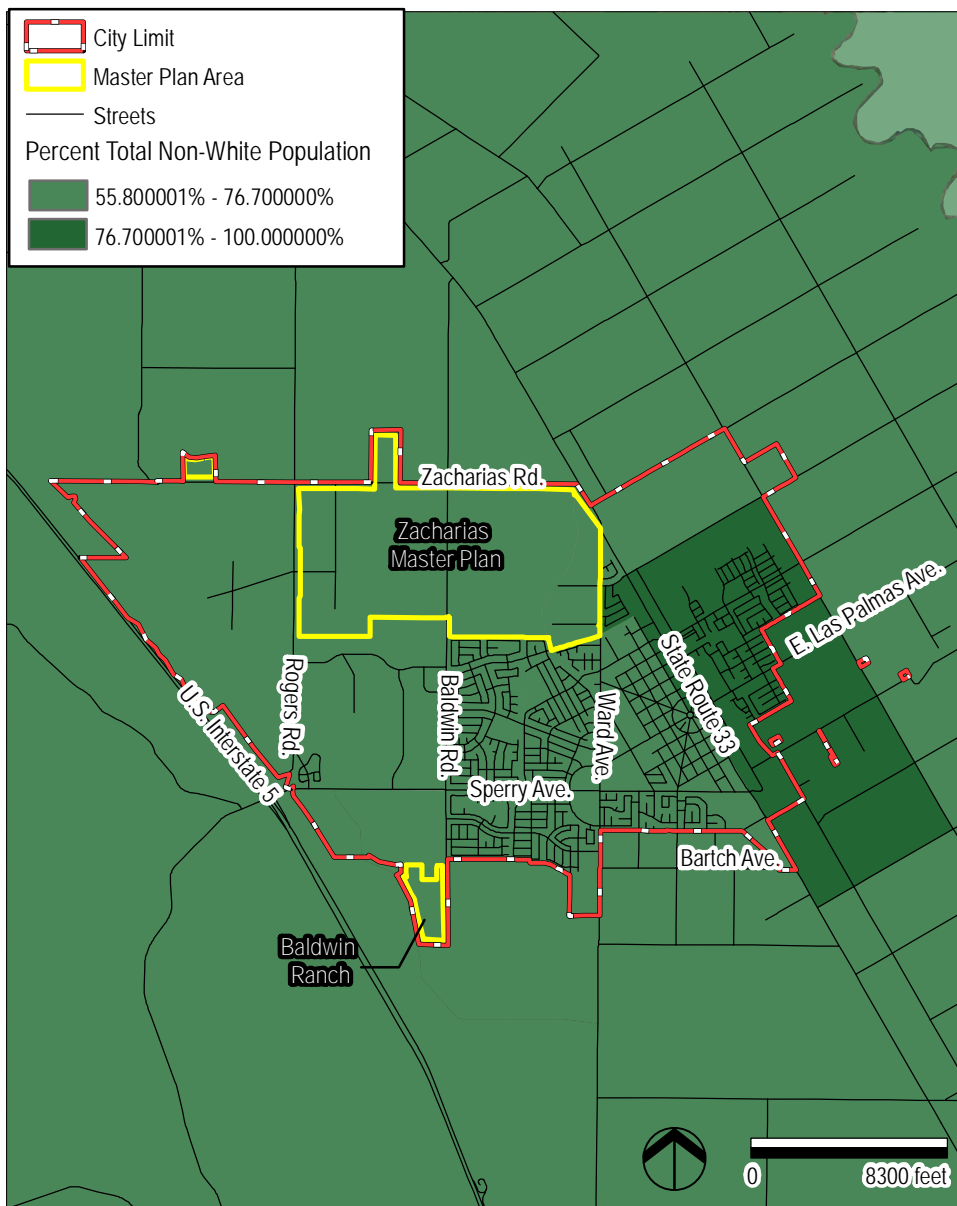 City Limit
Master Plan Area
Streets
Percent Total Non-White Population
55.800001% - 76.700000%
76.700001% - 100.000000%
Zacharias Rd.
Zacharias
Master Plan
E. Las Palmas Ave.
State Route 33
Rogers Rd.
Baldwin Rd.
Ward Ave.
U.S. Interstate 5
Sperry Ave.
Bartch Ave.
Baldwin
Ranch
0 8300 feet